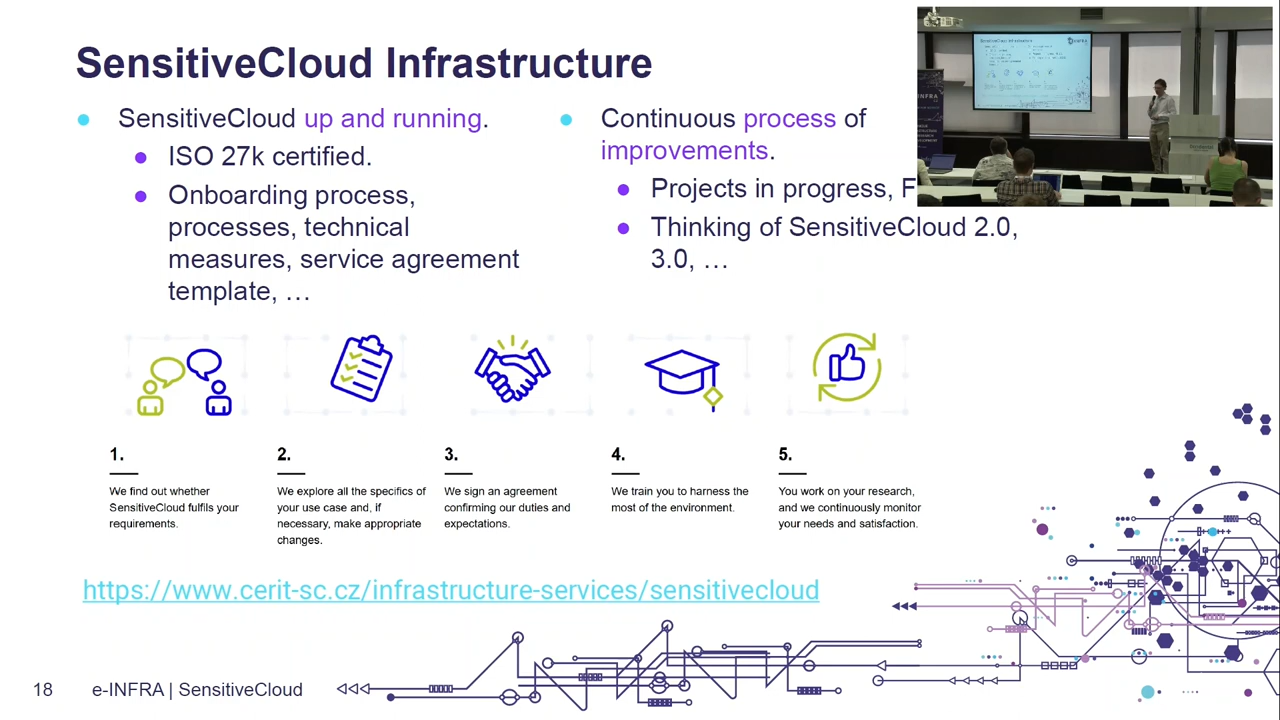 SensitiveCloud Infrastructure
SensitiveCloud up and running.
ISO 27k certified.
Onboarding process,
processes, technical
measures, service agreement
template, …
Continuous process of
improvements.
Projects in progress,
Thinking of SensitiveCloud 2.0,
3.0, …
1.
We find out whether
SensitiveCloud fulfils your
requirements.
2.
We explore all the specifics of
your use case and, if
necessary, make appropriate
changes.
3.
We sign an agreement
confirming our duties and
expectations.
4.
We train you to harness the
most of the environment.
5.
You work on your research,
and we continuously monitor
your needs and satisfaction.
https://www.cerit-sc.cz/infrastructure-services/sensitivecloud
18
e-INFRA | SensitiveCloud